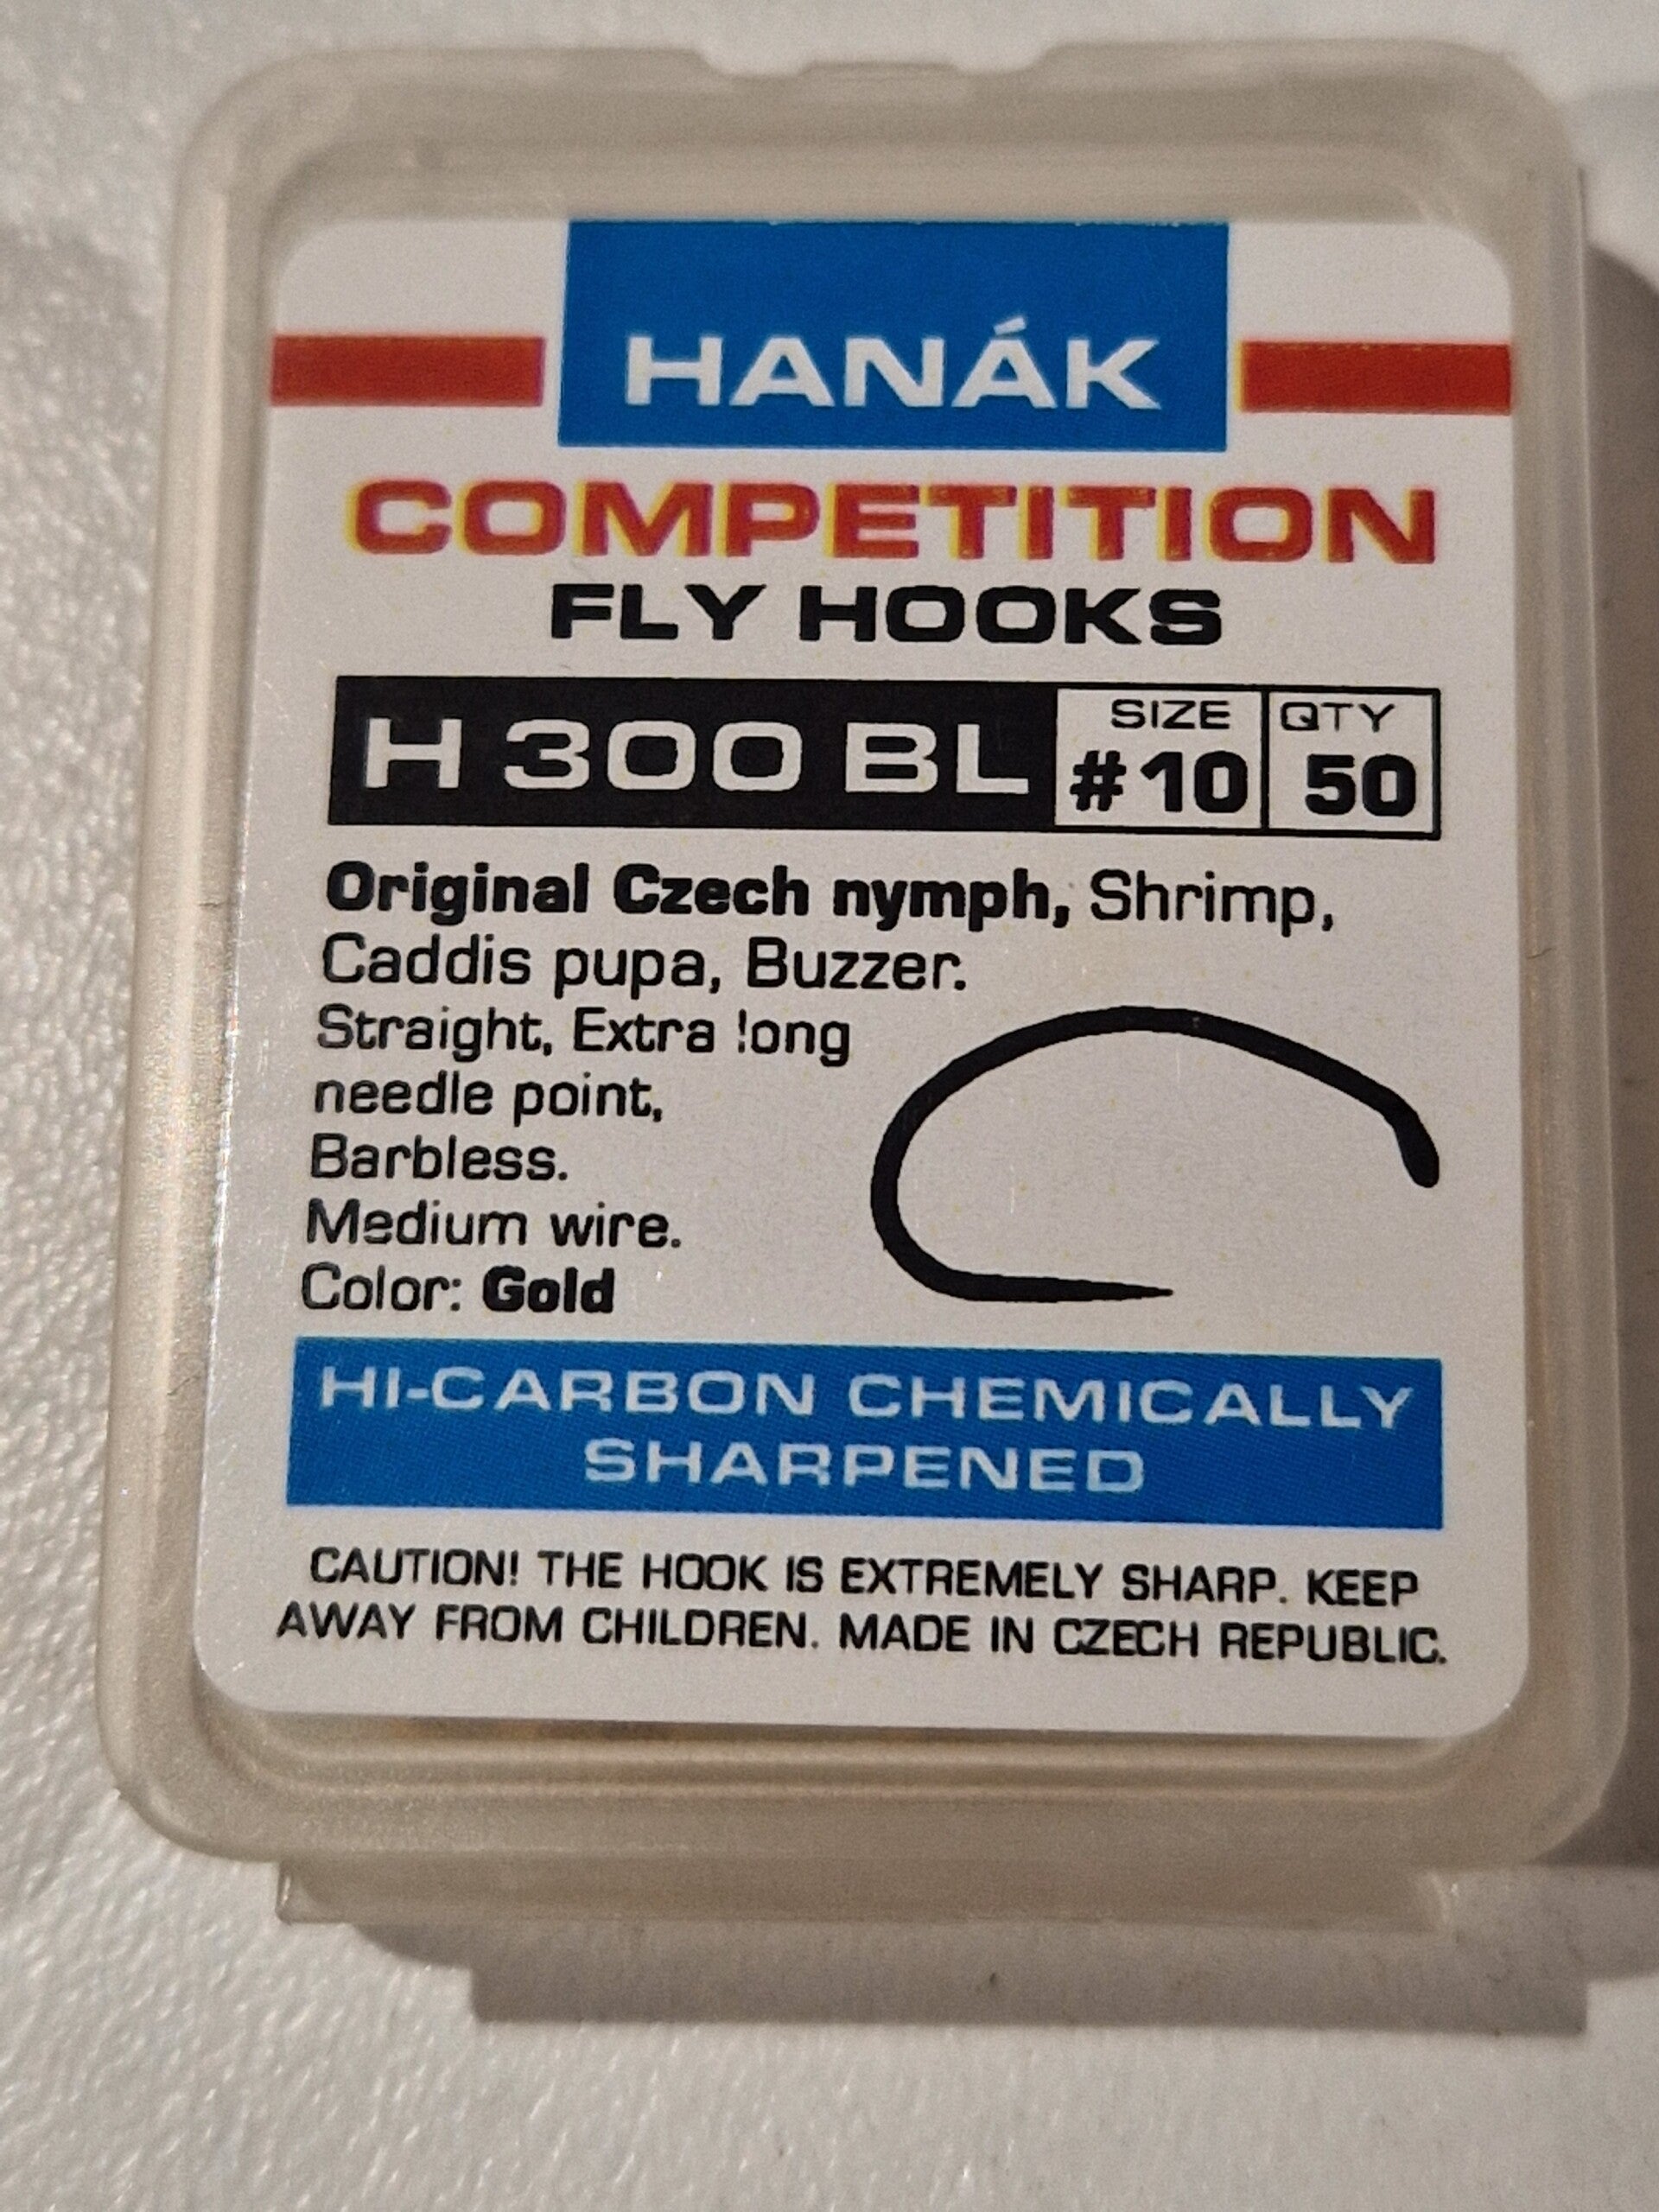 HANÁK
COMPETITION
FLY HOOKS
H 300 BL
SIZE
#10
QTY
50
Original Czech nymph, Shrimp,
Caddis pupa, Buzzer.
Straight, Extra long
needle point,
Barbless.
Medium wire.
Color: Gold
HI-CARBON CHEMICALLY
SHARPENED
CAUTION! THE HOOK IS EXTREMELY SHARP. KEEP
AWAY FROM CHILDREN. MADE IN CZECH REPUBLIC.